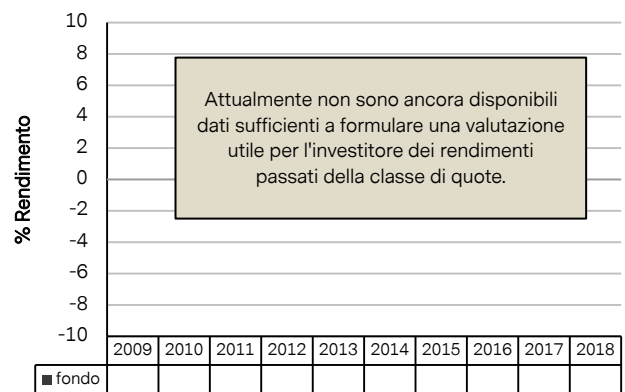 % Rendimento
10
8
6
4
2
0
-2
-4
-6
-8
-10
Attualmente non sono ancora disponibili
dati sufficienti a formulare una valutazione
utile per l'investitore dei rendimenti
passati della classe di quote.
2009 2010 2011 2012 2013 2014 2015 2016 2017 2018
fondo